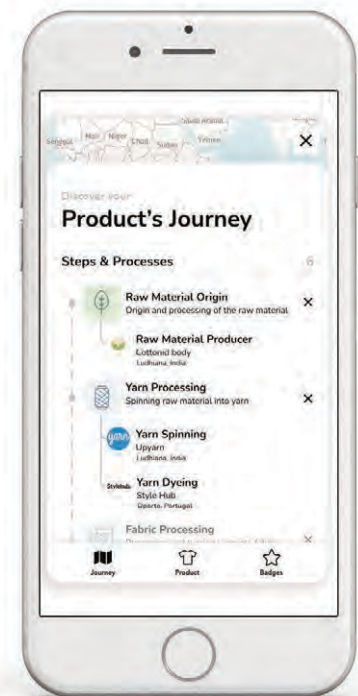 Senegal Mali Niger Chad Sudan Yemen
Saudi Arabia
Discover your
Product's Journey
Steps & Processes 6
Raw Material Origin
Origin and processing of the raw material
Raw Material Producer
Cottonid body
Ludhiana, India
Yarn Processing
Spinning raw material into yarn
yarn
Yarn Spinning
Upyarn
Ludhiana, India
StyleHub
Yarn Dyeing
Style Hub
Oporto, Portugal
Fabric Processing
Journey Product Badges